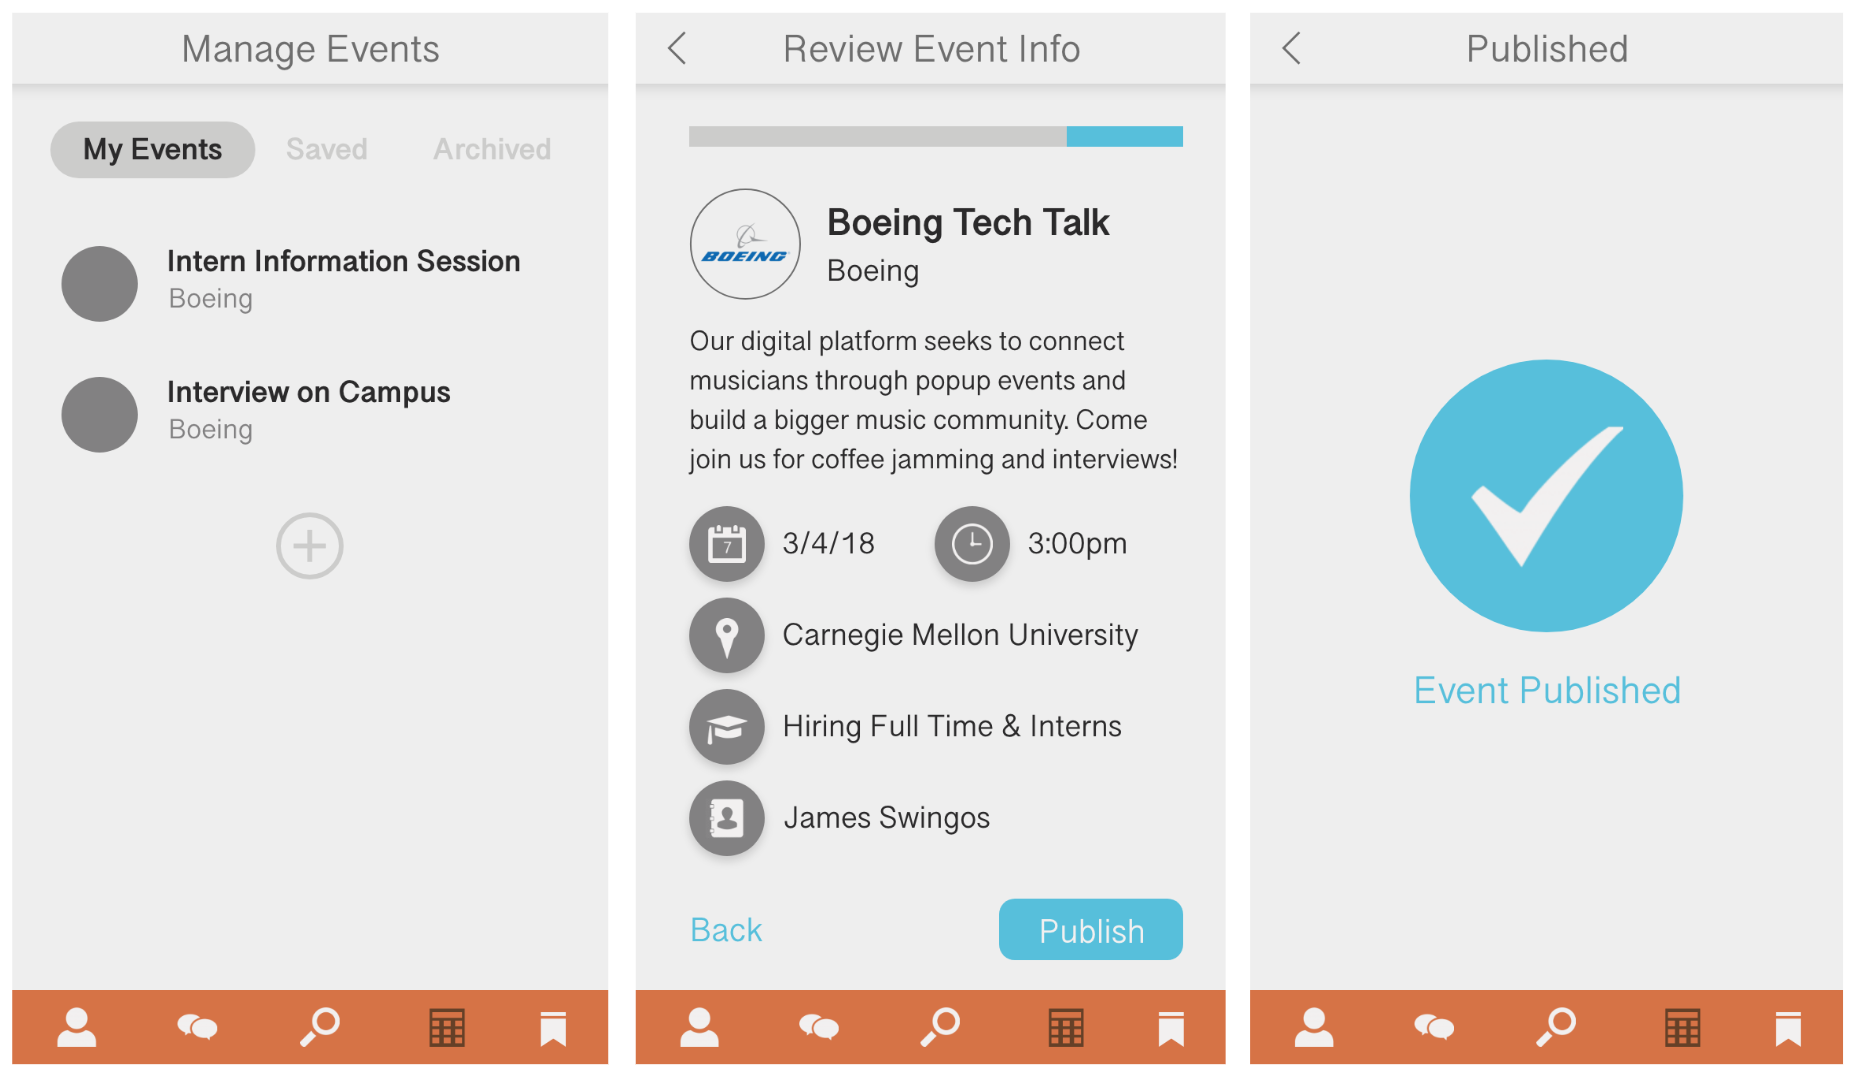 Manage Events
My Events Saved Archived
Intern Information Session
Boeing
Interview on Campus
Boeing
Review Event Info
BOEING
Boeing Tech Talk
Boeing
Our digital platform seeks to connect
musicians through popup events and
build a bigger music community. Come
join us for coffee jamming and interviews!
7 3/4/18 3:00pm
Carnegie Mellon University
Hiring Full Time & Interns
James Swingos
Back Publish
Published
Event Published